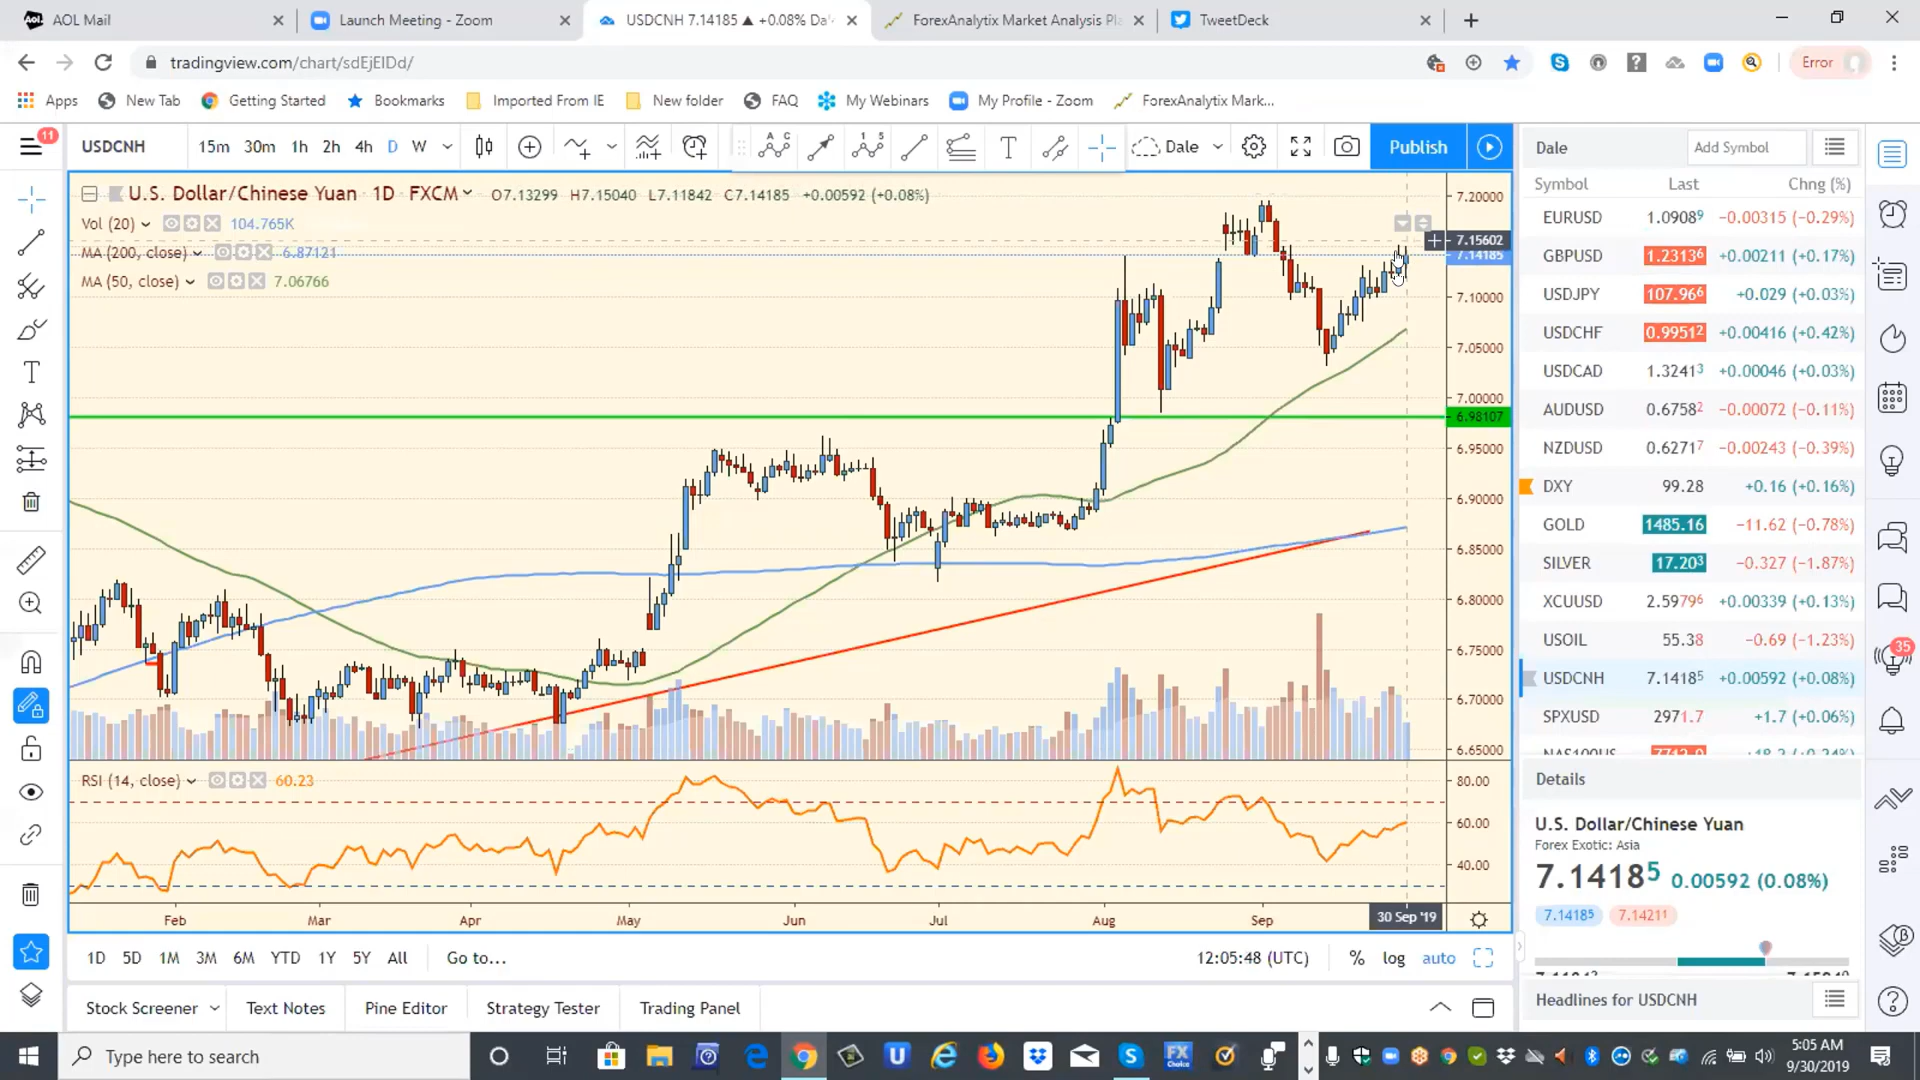 AOL Mail
Launch Meeting - Zoom
USDCNH 7.14185 ▲ +0.08% Da
ForexAnalytix Market Analysis Pl
TweetDeck
tradingview.com/chart/sdEjEIDd/
Error
Apps New Tab Getting Started Bookmarks Imported From IE New folder FAQ My Webinars My Profile - Zoom ForexAnalytix Mark...
11
USDCNH 15m 30m 1h 2h 4h D W
Dale
Publish
U.S. Dollar/Chinese Yuan 1D FXCM O7.13299 H7.15040 L7.11842 C7.14185 +0.00592 (+0.08%)
Vol (20) 104.765K
MA (200, close) 6.87121
MA (50, close) 7.06766
7.20000
7.15602
7.14185
7.10000
7.05000
7.00000
6.98107
6.95000
6.90000
6.85000
6.80000
6.75000
6.70000
6.65000
RSI (14, close) 60.23
80.00
60.00
40.00
Feb Mar Apr May Jun Jul Aug Sep 30 Sep '19
1D 5D 1M 3M 6M YTD 1Y 5Y All Go to...
12:05:48 (UTC) % log auto
Stock Screener Text Notes Pine Editor Strategy Tester Trading Panel
Dale Add Symbol
Symbol Last Chng (%)
EURUSD 1.09089 −0.00315 (−0.29%)
GBPUSD 1.23136 +0.00211 (+0.17%)
USDJPY 107.966 +0.029 (+0.03%)
USDCHF 0.99512 +0.00416 (+0.42%)
USDCAD 1.32413 +0.00046 (+0.03%)
AUDUSD 0.67582 −0.00072 (−0.11%)
NZDUSD 0.62717 −0.00243 (−0.39%)
DXY 99.28 +0.16 (+0.16%)
GOLD 1485.16 −11.62 (−0.78%)
SILVER 17.203 −0.327 (−1.87%)
XCUUSD 2.59796 +0.00339 (+0.13%)
USOIL 55.38 −0.69 (−1.23%)
USDCNH 7.14185 +0.00592 (+0.08%)
SPXUSD 2971.7 +1.7 (+0.06%)
35
Details
U.S. Dollar/Chinese Yuan
Forex Exotic: Asia
7.14185 0.00592 (0.08%)
7.14185 7.14211
Headlines for USDCNH
Type here to search
FX
Choice
5:05 AM
9/30/2019